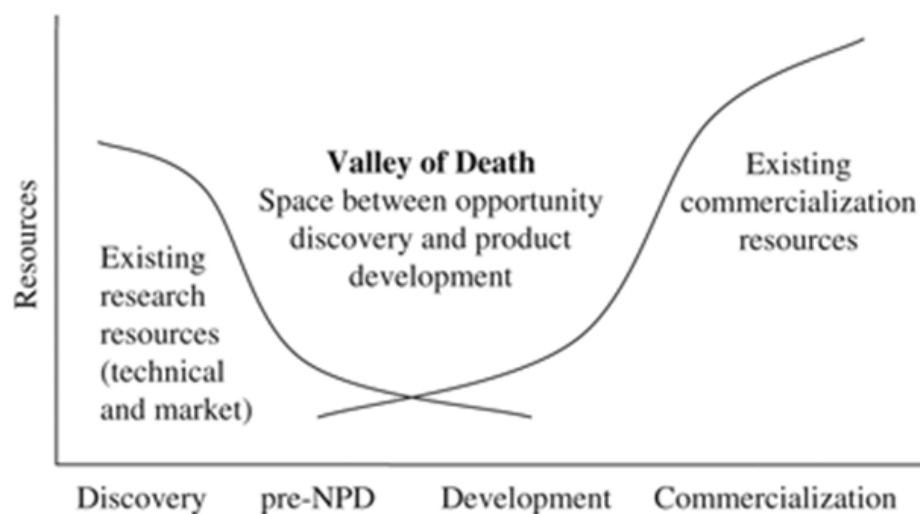 Resources
Valley of Death
Space between opportunity
discovery and product
development
Existing
commercialization
resources
Existing
research
resources
(technical
and market)
Discovery
pre-NPD
Development
Commercialization